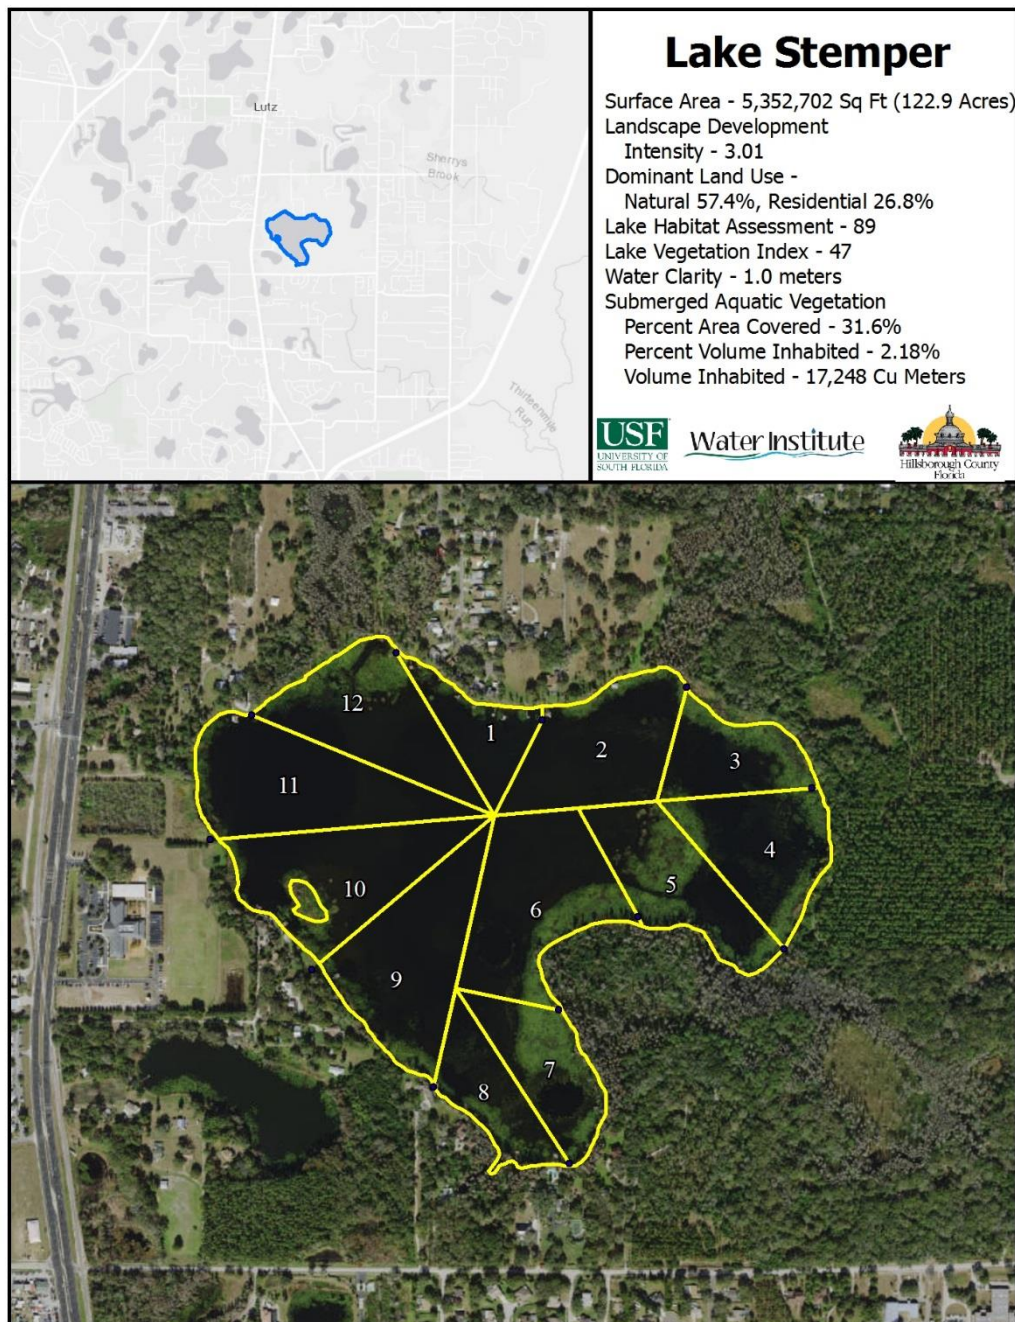 Lutz
Sherrys
Brook
Thirteenmile
Run
Lake Stemper
Surface Area - 5,352,702 Sq Ft (122.9 Acres)
Landscape Development
Intensity - 3.01
Dominant Land Use -
Natural 57.4%, Residential 26.8%
Lake Habitat Assessment - 89
Lake Vegetation Index - 47
Water Clarity - 1.0 meters
Submerged Aquatic Vegetation
Percent Area Covered - 31.6%
Percent Volume Inhabited - 2.18%
Volume Inhabited - 17,248 Cu Meters
USF
UNIVERSITY OF
SOUTH FLORIDA
Water Institute
Hillsborough County
Florida
12
1
2
3
11
4
10
5
6
9
7
8